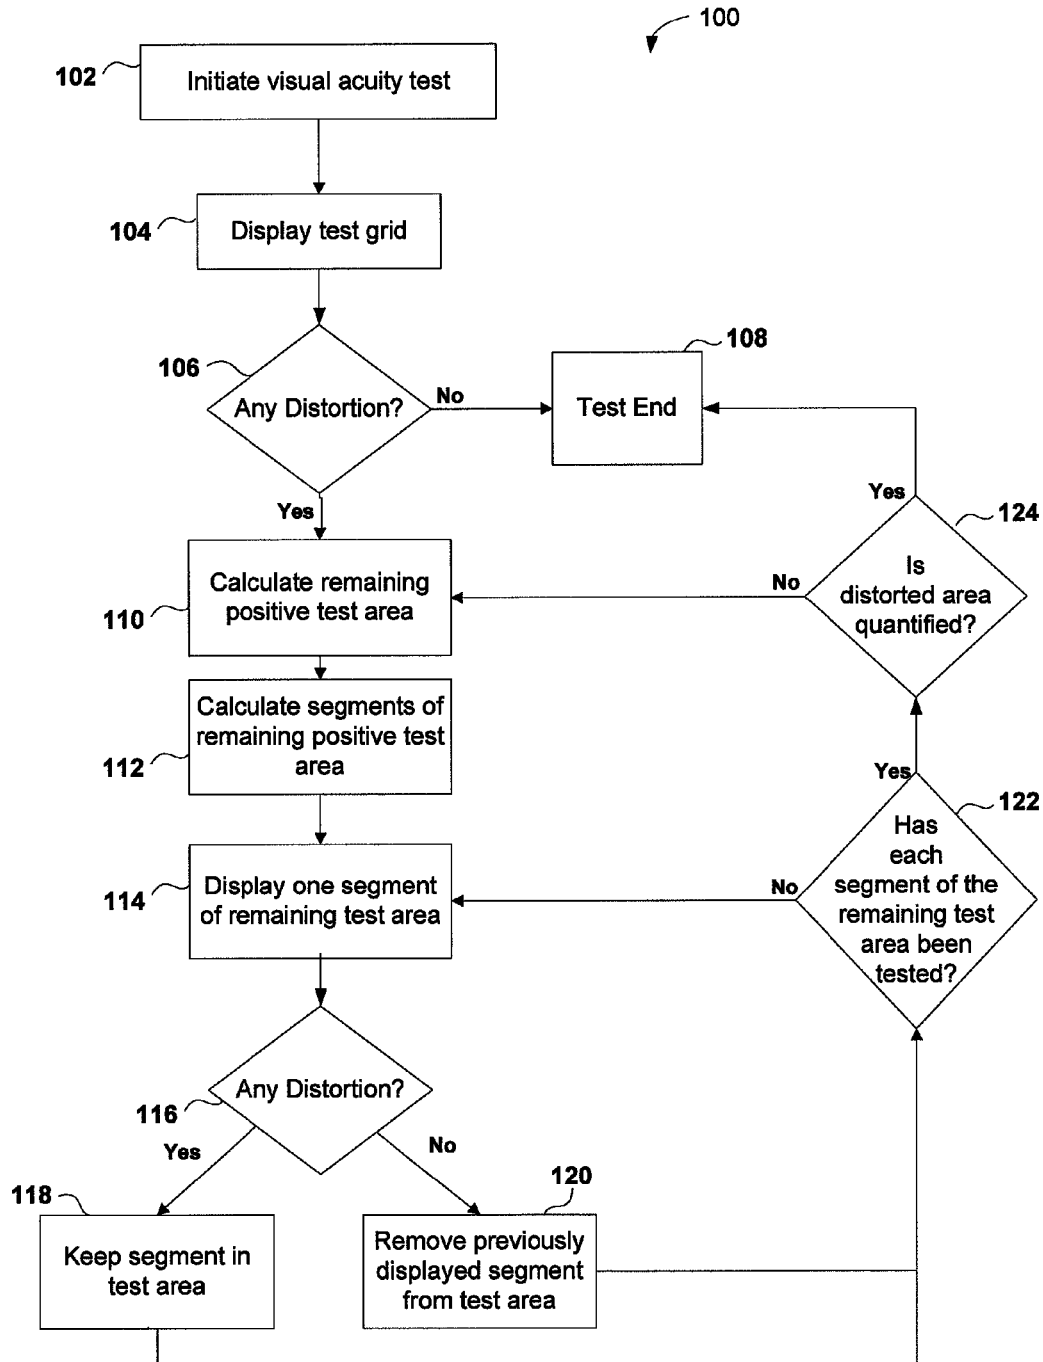 100
102
Initiate visual acuity test
104
Display test grid
106
Any Distortion?
No
108
Test End
Yes
110
Calculate remaining
positive test area
Yes
124
Is
distorted area
quantified?
No
112
Calculate segments of
remaining positive test
area
Yes
122
Has
each
segment of the
remaining test
area been
tested?
No
114
Display one segment
of remaining test area
116
Any Distortion?
Yes
No
118
Keep segment in
test area
120
Remove previously
displayed segment
from test area